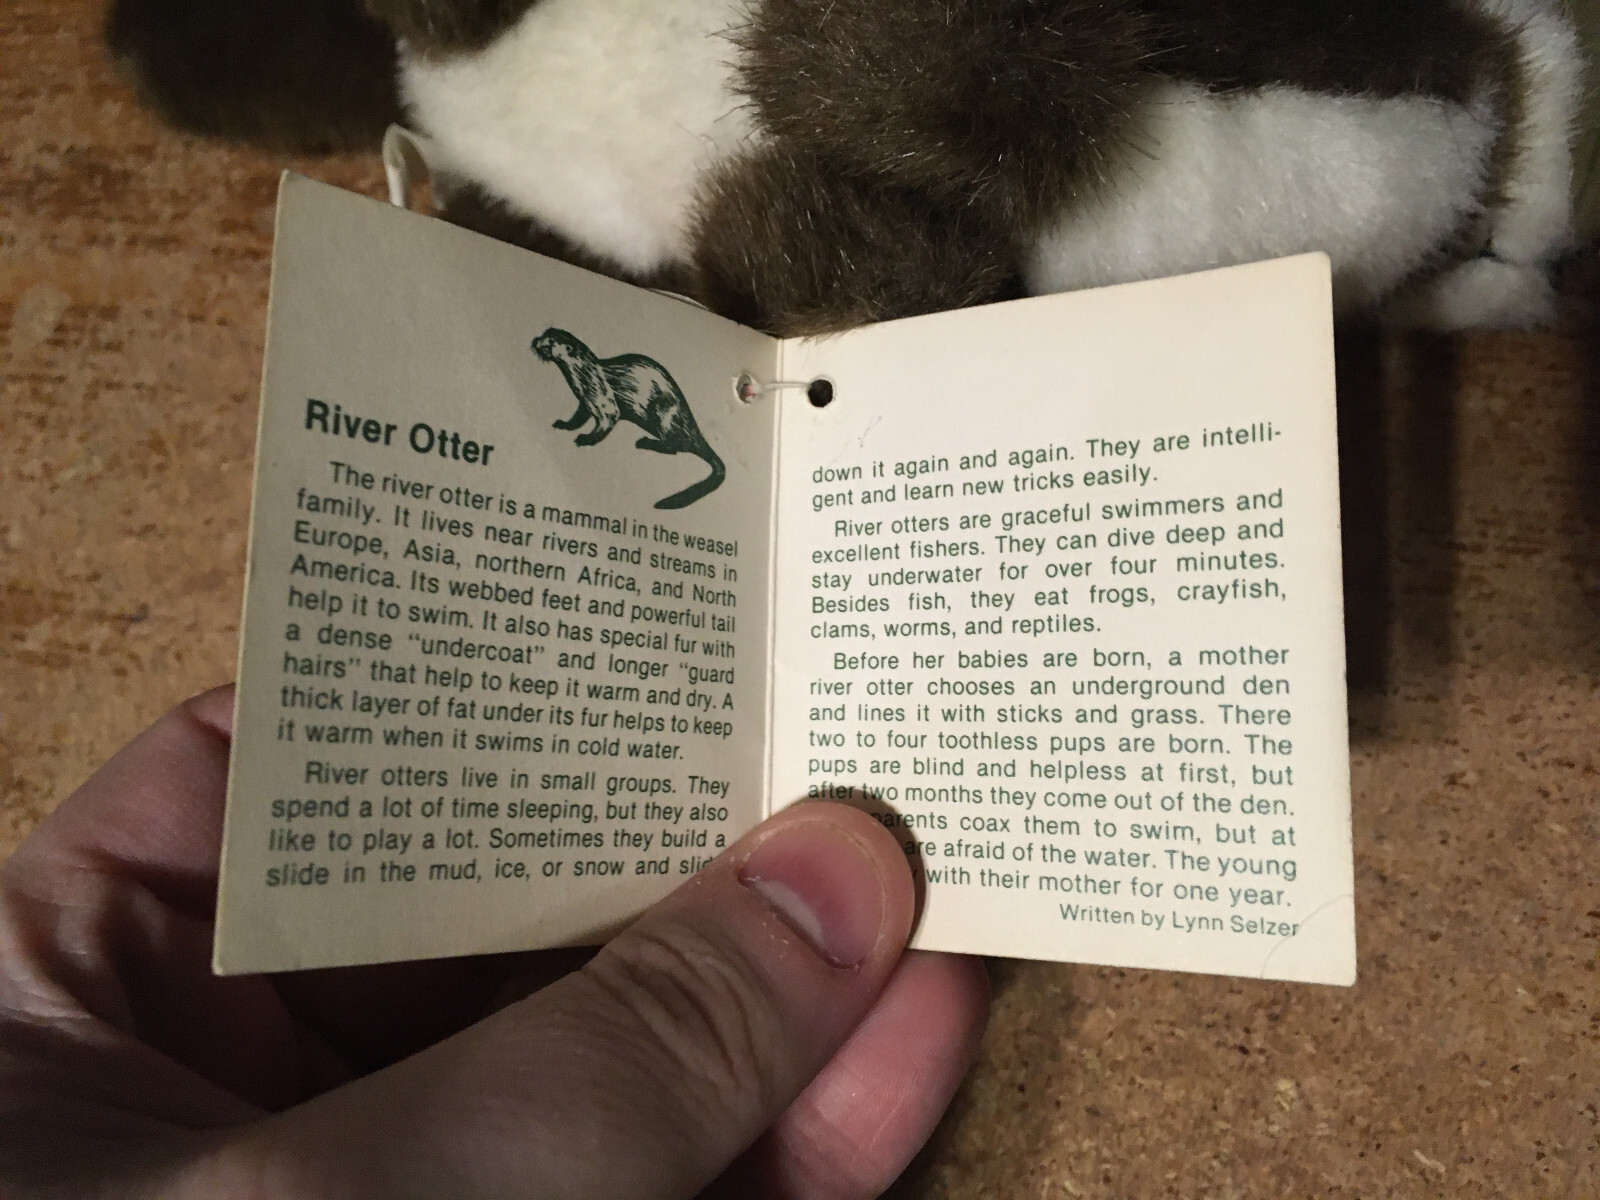 River Otter
The river otter is a mammal in the weasel
family. It lives near rivers and streams in
Europe, Asia, northern Africa, and North
America. Its webbed feet and powerful tail
help it to swim. It also has special fur with
a dense “undercoat” and longer “guard
hairs” that help to keep it warm and dry. A
thick layer of fat under its fur helps to keep
it warm when it swims in cold water.
River otters live in small groups. They
spend a lot of time sleeping, but they also
like to play a lot. Sometimes they build a
slide in the mud, ice, or snow and
down it again and again. They are intelli-
gent and learn new tricks easily.
River otters are graceful swimmers and
excellent fishers. They can dive deep and
stay underwater for over four minutes.
Besides fish, they eat frogs, crayfish,
clams, worms, and reptiles.
Before her babies are born, a mother
river otter chooses an underground den
and lines it with sticks and grass. There
two to four toothless pups are born. The
pups are blind and helpless at first, but
after two months they come out of the den.
parents coax them to swim, but at
are afraid of the water. The young
with their mother for one year.
Written by Lynn Selzer